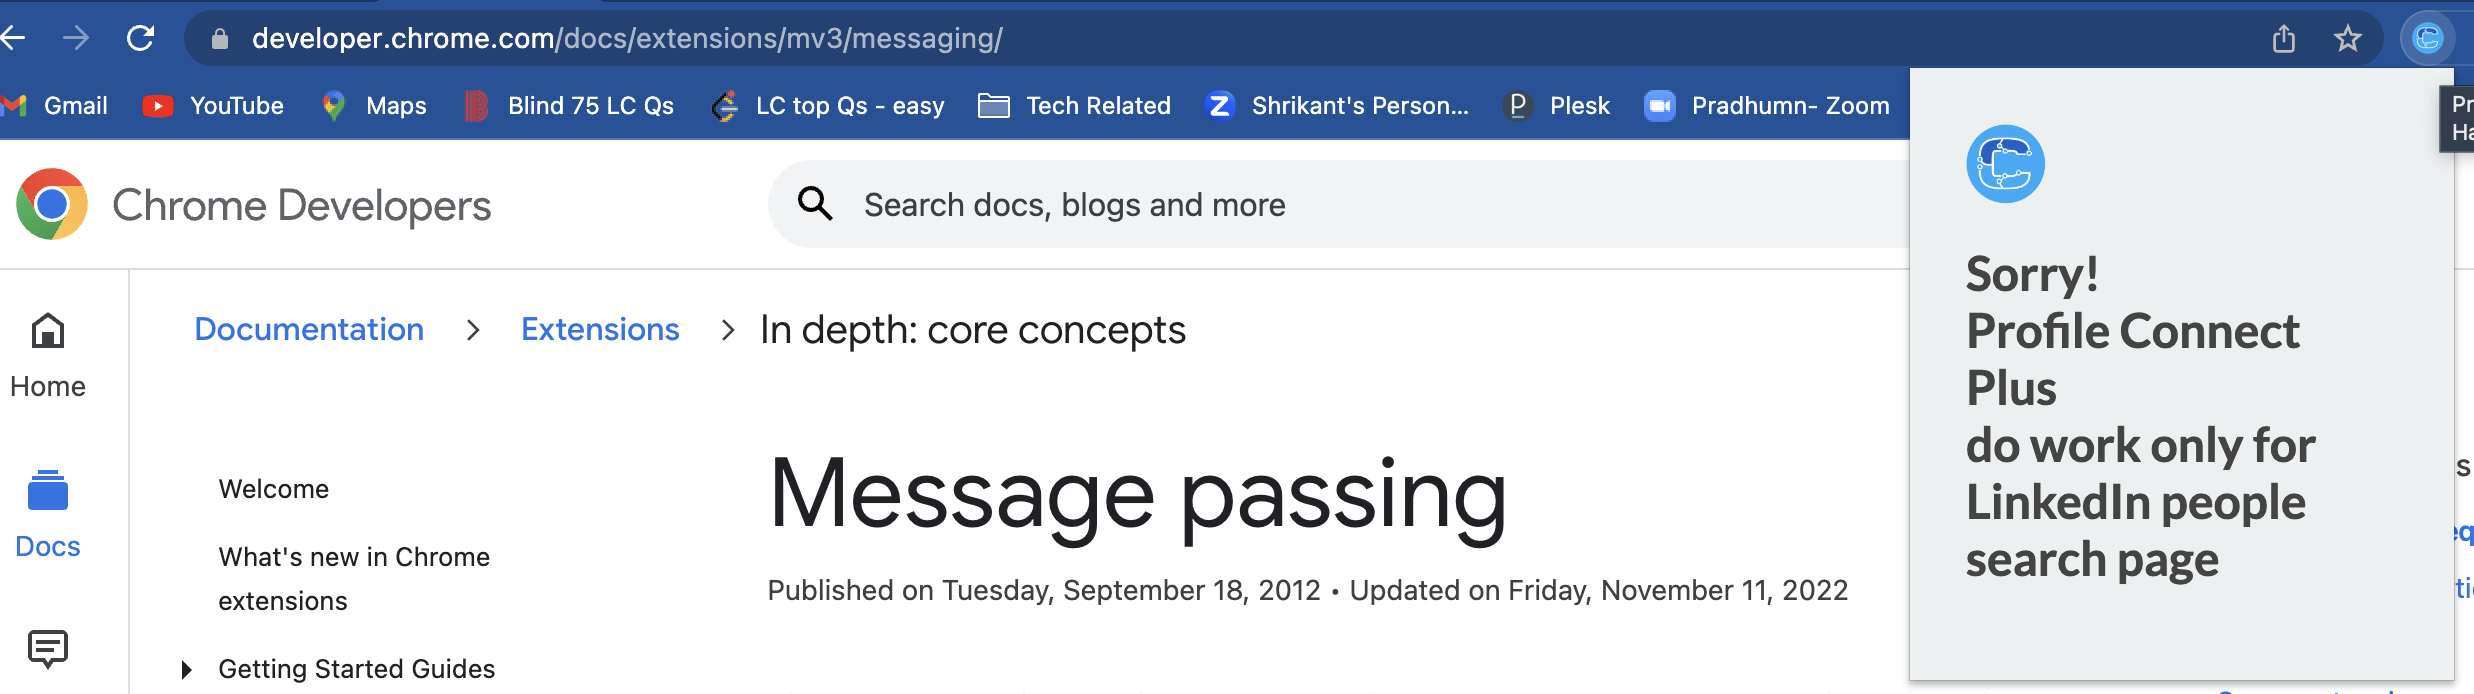 developer.chrome.com/docs/extensions/mv3/messaging/
Gmail YouTube Maps Blind 75 LC Qs LC top Qs - easy Tech Related Shrikant's Person... Plesk Pradhumn- Zoom
Pr
Ha
Chrome Developers
Search docs, blogs and more
Sorry!
Profile Connect
Plus
do work only for
LinkedIn people
search page
Documentation > Extensions > In depth: core concepts
Home
Docs
Welcome
What's new in Chrome
extensions
Getting Started Guides
Message passing
Published on Tuesday, September 18, 2012 • Updated on Friday, November 11, 2022